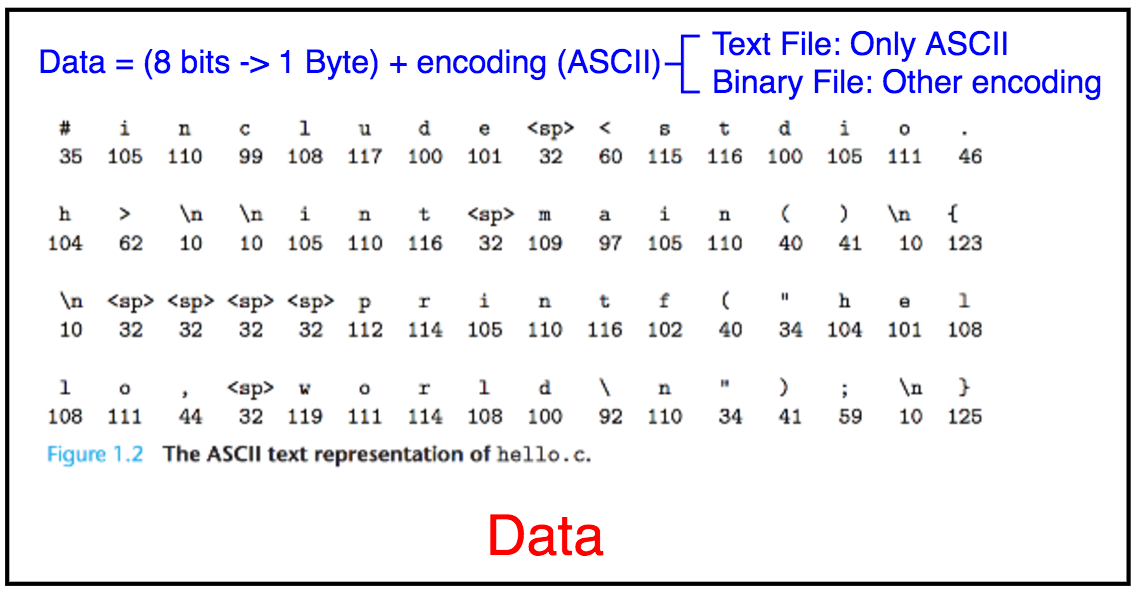 Data = (8 bits -> 1 Byte) + encoding (ASCII)
Text File: Only ASCII
Binary File: Other encoding
# i n c l u d e <sp> < s t d i o .
35 105 110 99 108 117 100 101 32 60 115 116 100 105 111 46
h > \n \n i n t <sp> m a i n ( ) \n {
104 62 10 10 105 110 116 32 109 97 105 110 40 41 10 123
\n <sp> <sp> <sp> <sp> p r i n t f ( " h e l
10 32 32 32 32 112 114 105 110 116 102 40 34 104 101 108
l o , <sp> w o r l d \ n " ) ; \n }
108 111 44 32 119 111 114 108 100 92 110 34 41 59 10 125
Figure 1.2 The ASCII text representation of hello.c.
Data